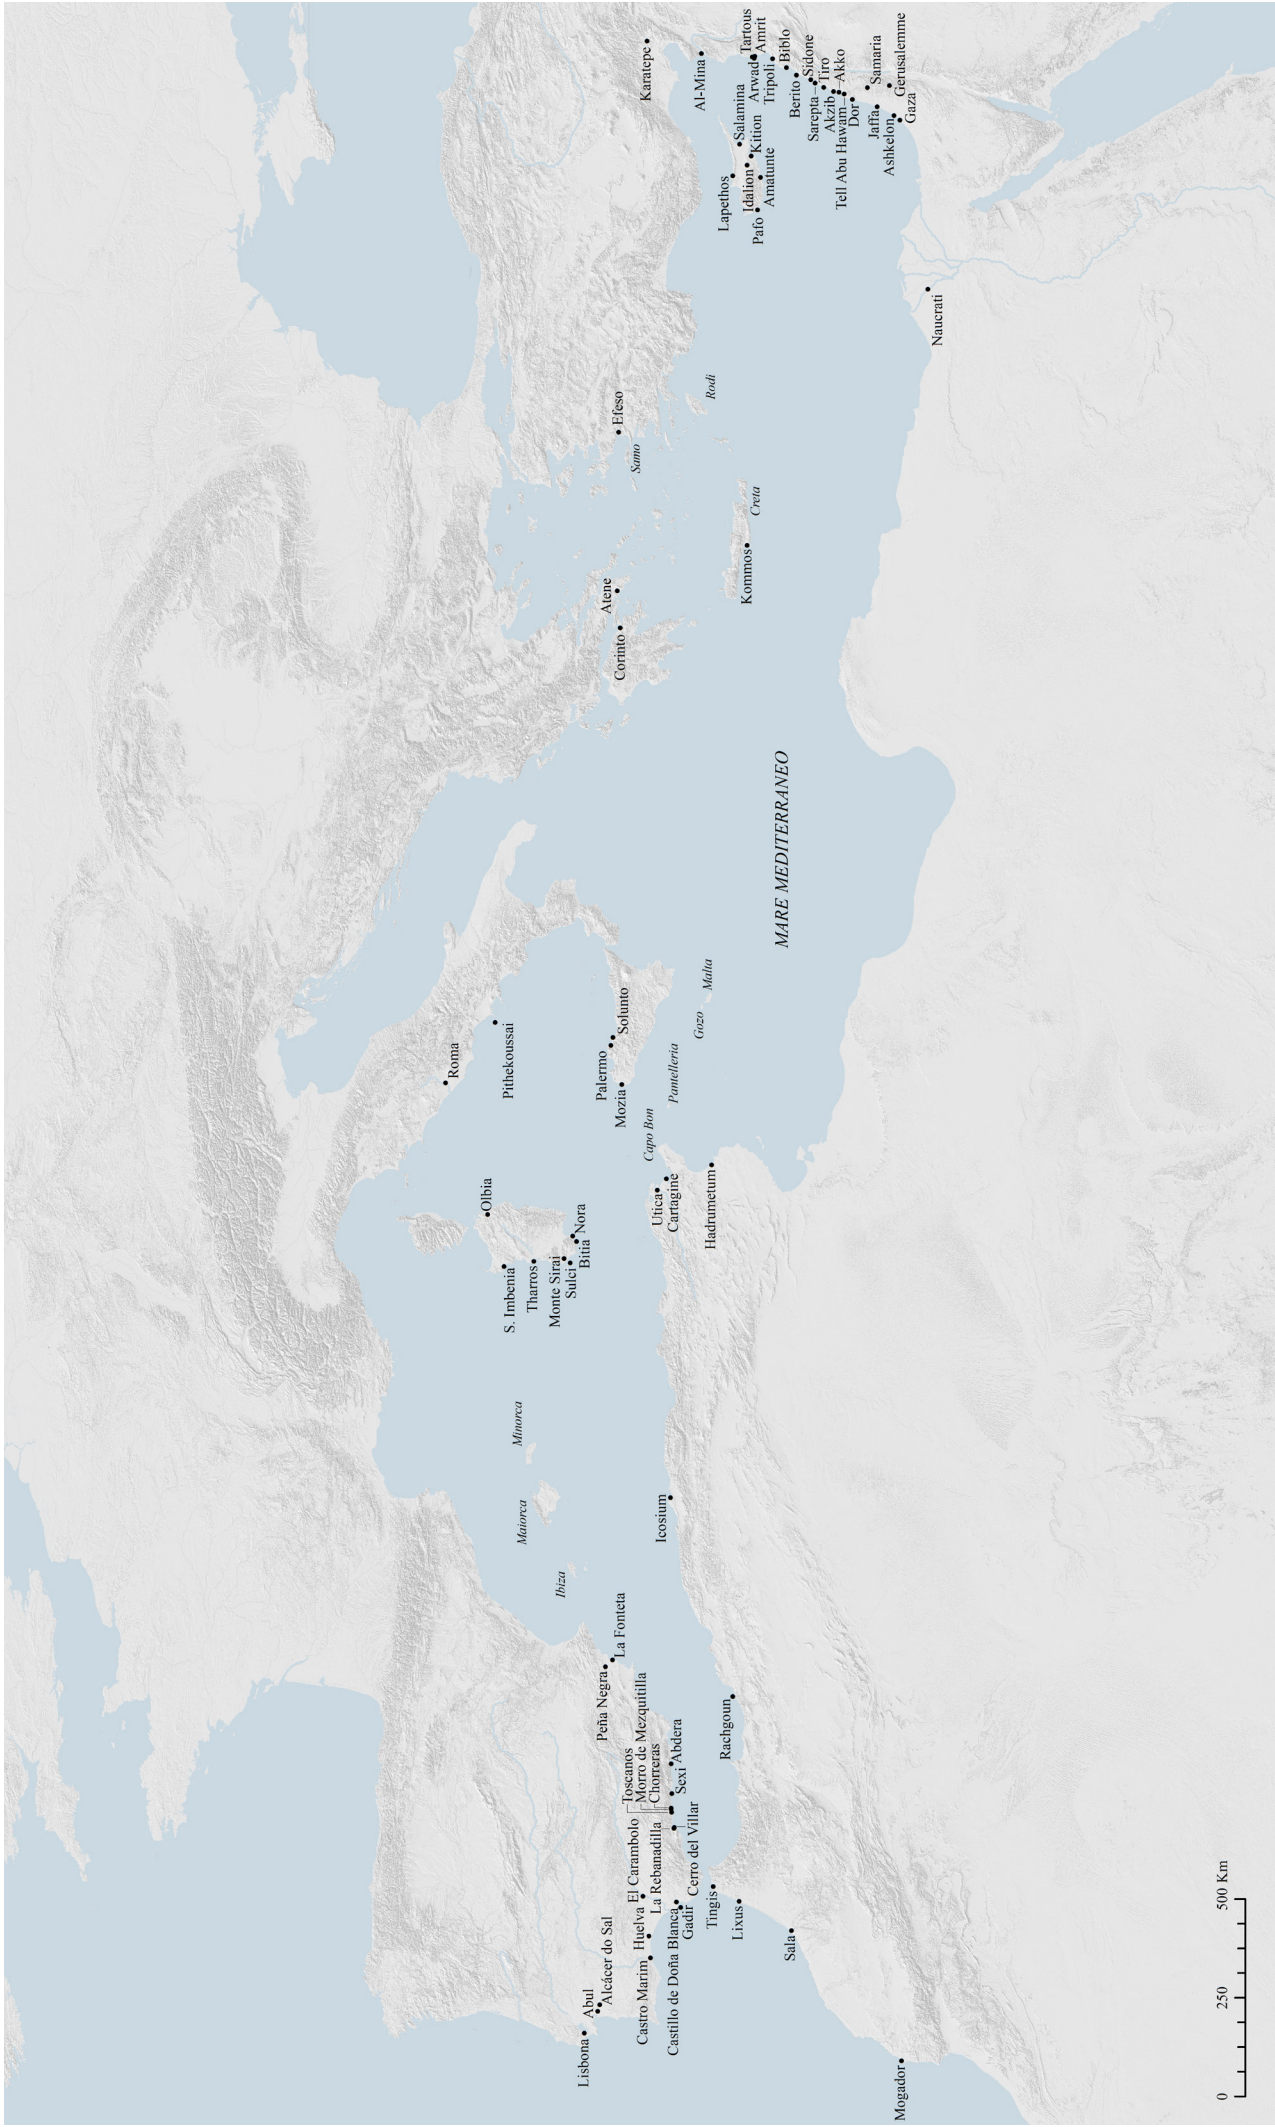 Lisbona
Abul
Alcácer do Sal
Castro Marim
Huelva
El Carambolo
La Rebanadilla
Castillo de Doña Blanca
Gadir
Cerro del Villar
Toscanos
Morro de Mezquitilla
Chorreras
Sexi
Abdera
Peña Negra
La Fonteta
Tingis
Lixus
Sala
Mogador
Rachgoun
Icosium
Ibiza
Maiorca
Minorca
S. Imbenia
Tharros
Monte Sirai
Sulci
Bitia
Nora
Olbia
Utica
Cartagine
Hadrumetum
Capo Bon
Pantelleria
Gozo
Malta
Mozia
Palermo
Solunto
Roma
Pithekoussai
MARE MEDITERRANEO
Corinto
Atene
Kommos
Creta
Samo
Efeso
Rodi
Naucrati
Pafo
Lapethos
Idalion
Amatunte
Kition
Salamina
Karatepe
Al-Mina
Tartous
Arwad
Amrit
Tripoli
Biblo
Berito
Sidone
Sarepta
Tiro
Akzib
Akko
Tell Abu Hawam
Dor
Samaria
Jaffa
Gerusalemme
Ashkelon
Gaza
0 250 500 Km